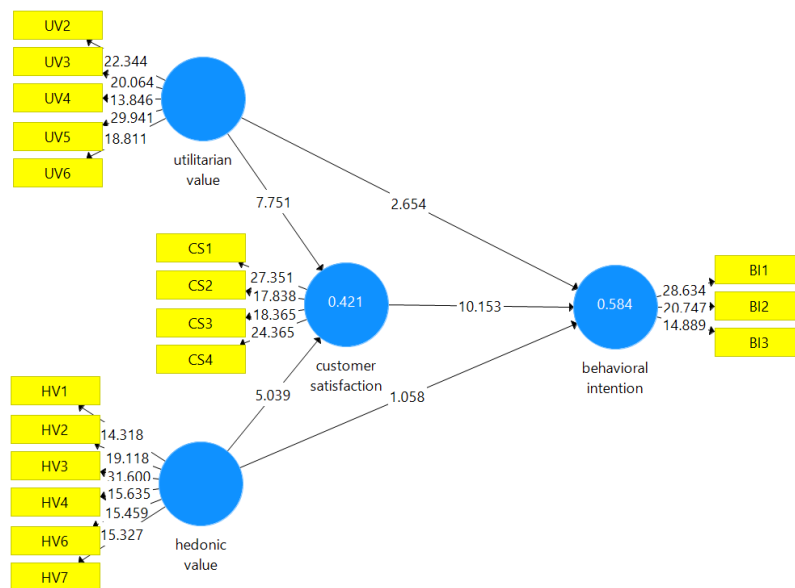 UV2
UV3
UV4
UV5
UV6
22.344
20.064
13.846
29.941
18.811
utilitarian
value
7.751
2.654
CS1
CS2
CS3
CS4
27.351
17.838
18.365
24.365
0.421
customer
satisfaction
10.153
0.584
behavioral
intention
28.634
20.747
14.889
BI1
BI2
BI3
5.039
1.058
HV1
HV2
HV3
HV4
HV6
HV7
14.318
19.118
31.600
15.635
15.459
15.327
hedonic
value